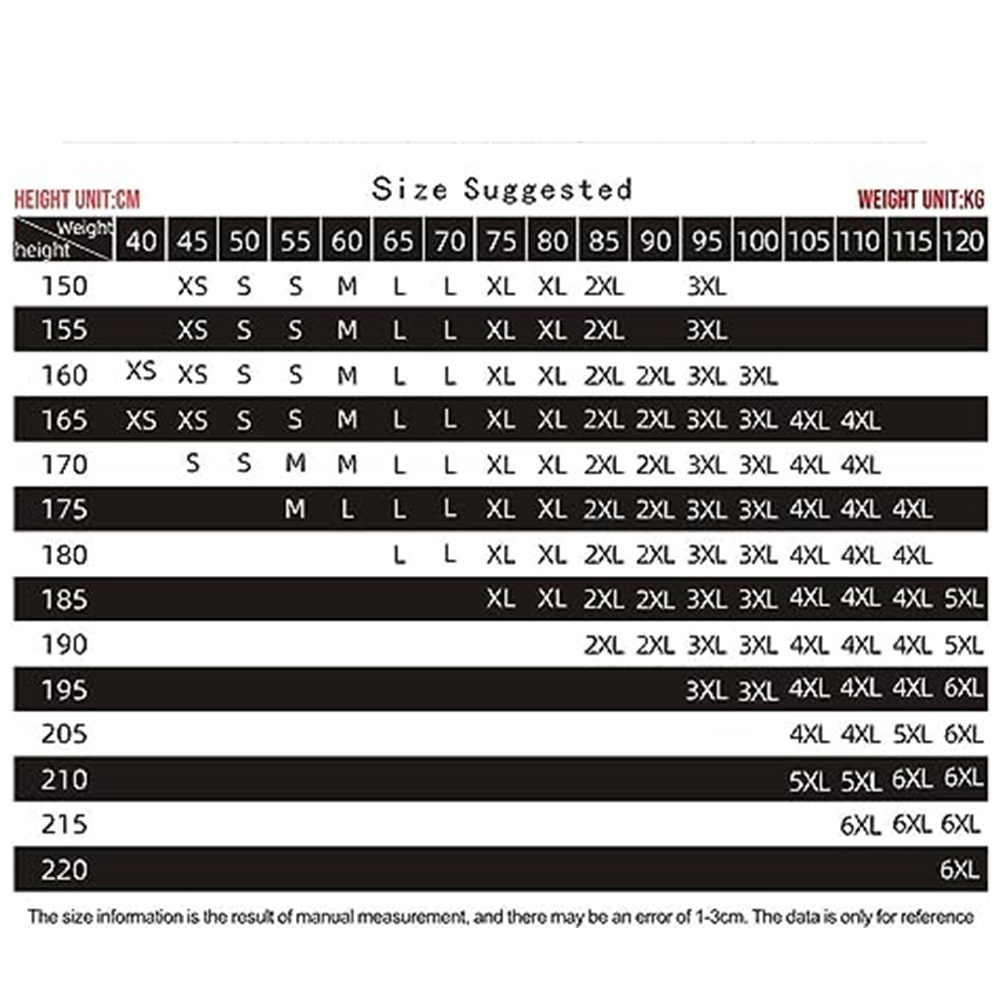 Size Suggested
HEIGHT UNIT:CM WEIGHT UNIT:KG
Weight
height 40 45 50 55 60 65 70 75 80 85 90 95 100 105 110 115 120
150 XS S S M L L XL XL 2XL 3XL
155 XS S S M L L XL XL 2XL 3XL
160 XS XS S S M L L XL XL 2XL 2XL 3XL 3XL
165 XS XS S S M L L XL XL 2XL 2XL 3XL 3XL 4XL 4XL
170 S S M M L L XL XL 2XL 2XL 3XL 3XL 4XL 4XL
175 M L L L XL XL 2XL 2XL 3XL 3XL 4XL 4XL 4XL
180 L L XL XL 2XL 2XL 3XL 3XL 4XL 4XL 4XL
185 XL XL 2XL 2XL 3XL 3XL 4XL 4XL 4XL 5XL
190 2XL 2XL 3XL 3XL 4XL 4XL 4XL 5XL
195 3XL 3XL 4XL 4XL 4XL 6XL
205 4XL 4XL 5XL 6XL
210 5XL 5XL 6XL 6XL
215 6XL 6XL 6XL
220 6XL
The size information is the result of manual measurement, and there may be an error of 1-3cm. The data is only for reference